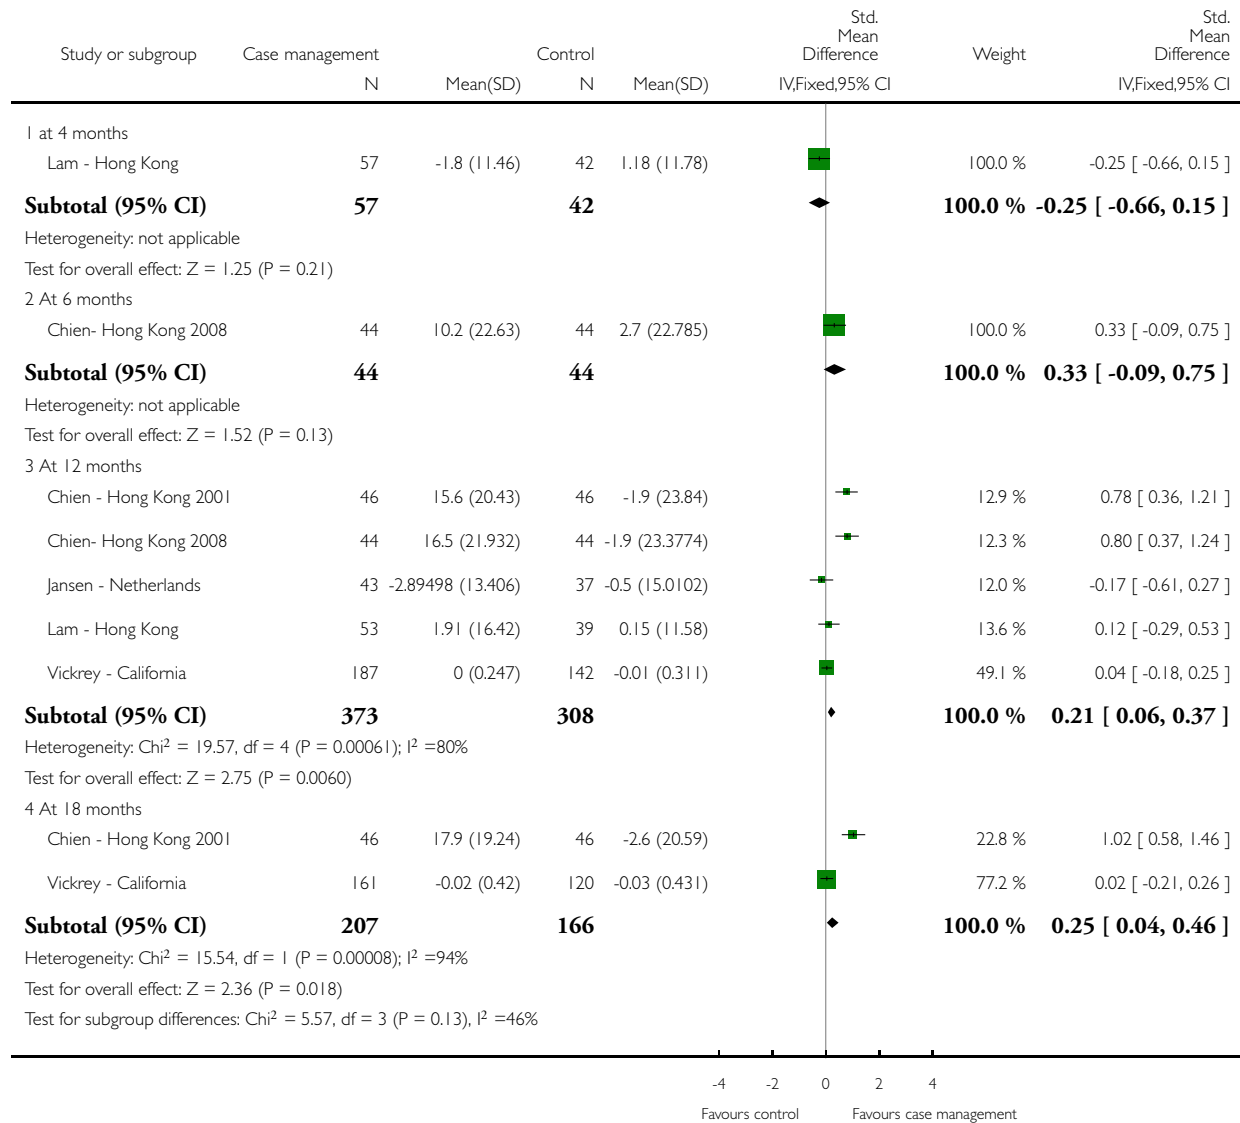 Study or subgroup Case management Control Std. Mean Difference Weight Std. Mean Difference
N Mean(SD) N Mean(SD) IV,Fixed,95% CI IV,Fixed,95% CI
1 at 4 months
Lam - Hong Kong 57 -1.8 (11.46) 42 1.18 (11.78) 100.0 % -0.25 [ -0.66, 0.15 ]
Subtotal (95% CI) 57 42 100.0 % -0.25 [ -0.66, 0.15 ]
Heterogeneity: not applicable
Test for overall effect: Z = 1.25 (P = 0.21)
2 At 6 months
Chien- Hong Kong 2008 44 10.2 (22.63) 44 2.7 (22.785) 100.0 % 0.33 [ -0.09, 0.75 ]
Subtotal (95% CI) 44 44 100.0 % 0.33 [ -0.09, 0.75 ]
Heterogeneity: not applicable
Test for overall effect: Z = 1.52 (P = 0.13)
3 At 12 months
Chien - Hong Kong 2001 46 15.6 (20.43) 46 -1.9 (23.84) 12.9 % 0.78 [ 0.36, 1.21 ]
Chien- Hong Kong 2008 44 16.5 (21.932) 44 -1.9 (23.3774) 12.3 % 0.80 [ 0.37, 1.24 ]
Jansen - Netherlands 43 -2.89498 (13.406) 37 -0.5 (15.0102) 12.0 % -0.17 [ -0.61, 0.27 ]
Lam - Hong Kong 53 1.91 (16.42) 39 0.15 (11.58) 13.6 % 0.12 [ -0.29, 0.53 ]
Vickrey - California 187 0 (0.247) 142 -0.01 (0.311) 49.1 % 0.04 [ -0.18, 0.25 ]
Subtotal (95% CI) 373 308 100.0 % 0.21 [ 0.06, 0.37 ]
Heterogeneity: Chi² = 19.57, df = 4 (P = 0.00061); I² =80%
Test for overall effect: Z = 2.75 (P = 0.0060)
4 At 18 months
Chien - Hong Kong 2001 46 17.9 (19.24) 46 -2.6 (20.59) 22.8 % 1.02 [ 0.58, 1.46 ]
Vickrey - California 161 -0.02 (0.42) 120 -0.03 (0.431) 77.2 % 0.02 [ -0.21, 0.26 ]
Subtotal (95% CI) 207 166 100.0 % 0.25 [ 0.04, 0.46 ]
Heterogeneity: Chi² = 15.54, df = 1 (P = 0.00008); I² =94%
Test for overall effect: Z = 2.36 (P = 0.018)
Test for subgroup differences: Chi² = 5.57, df = 3 (P = 0.13), I² =46%
-4 -2 0 2 4
Favours control Favours case management